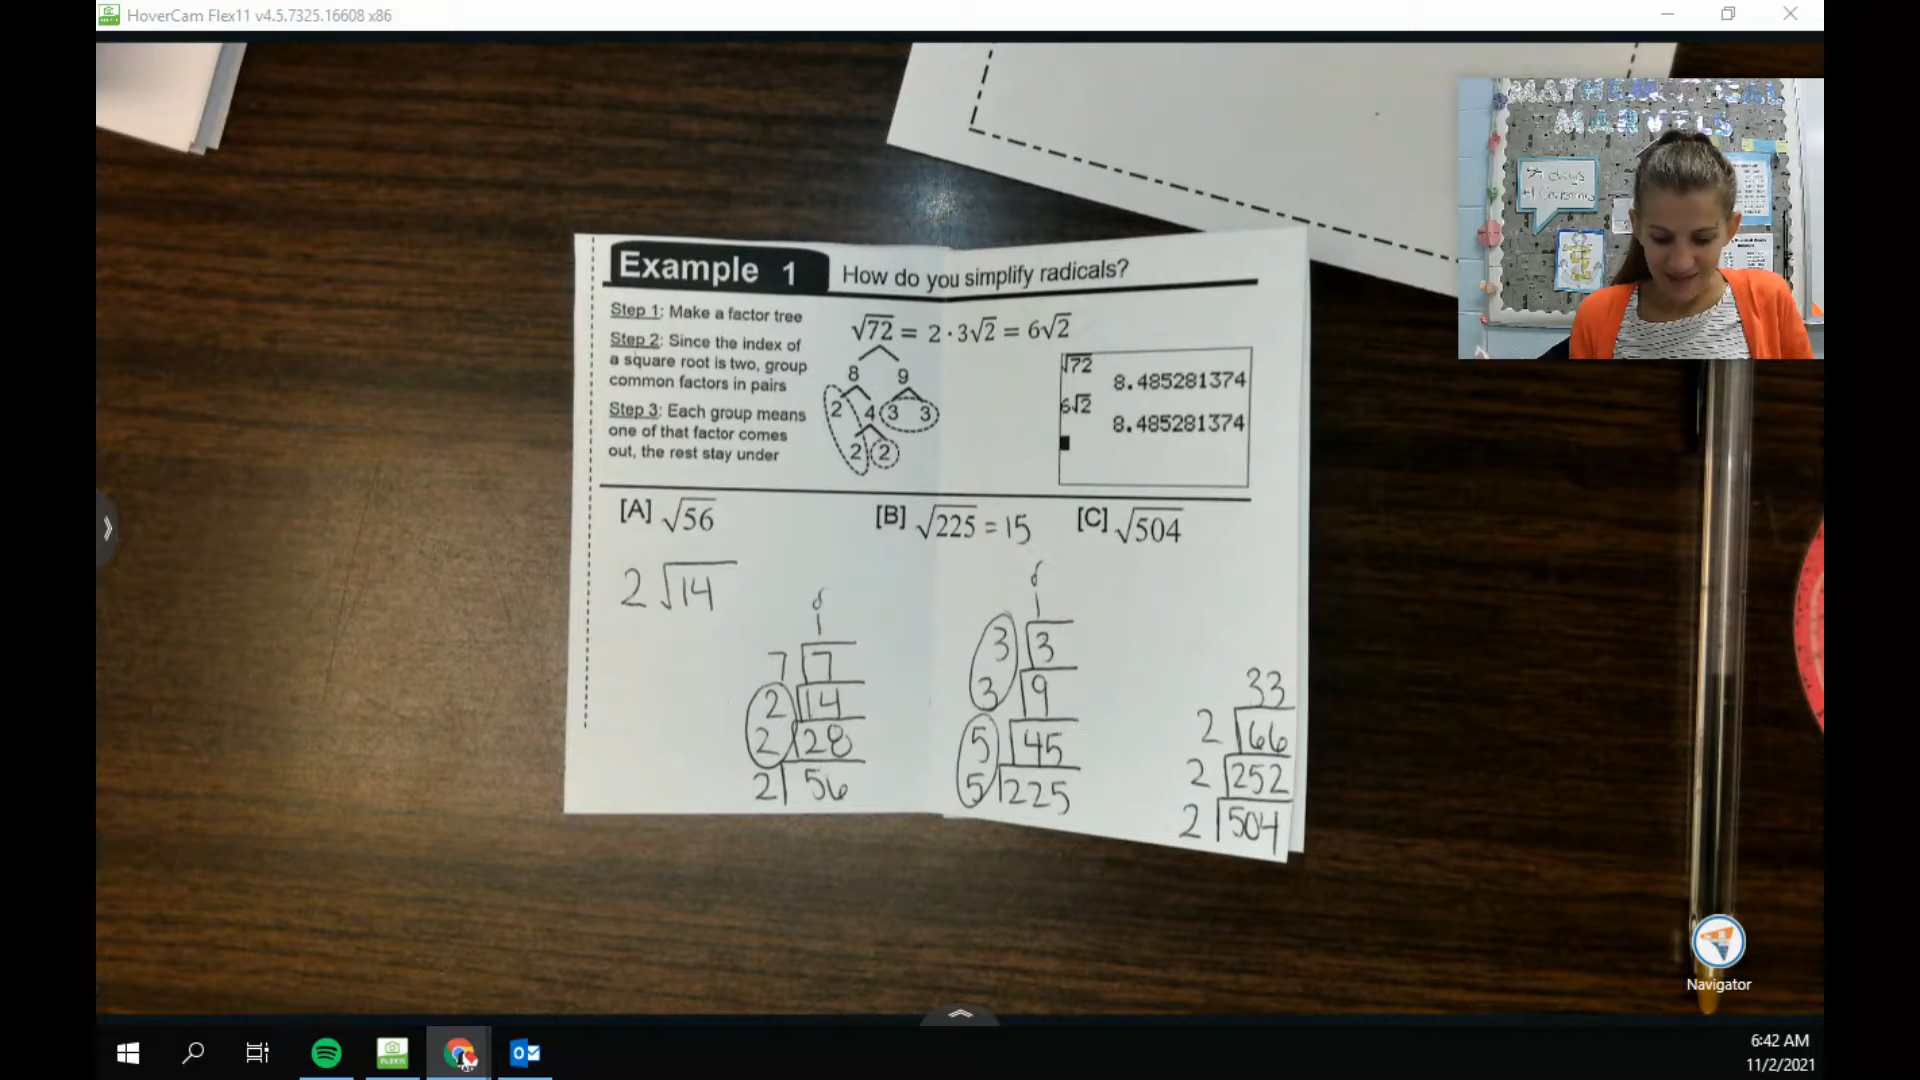 HoverCam Flex11 v4.5.7325.16608 x86
MATHEMATICAL
MARVELS
Example 1 How do you simplify radicals?
Step 1: Make a factor tree
Step 2: Since the index of
a square root is two, group
common factors in pairs
Step 3: Each group means
one of that factor comes
out, the rest stay under
√72 = 2 · 3√2 = 6√2
8 9
2 4 3 3
2 2
√72
8.485281374
6√2
8.485281374
[A] √56
2√14
1
7 7
2 14
2 28
2 56
[B] √225 = 15
1
3 3
3 9
5 45
5 225
[C] √504
33
2 66
2 252
2 504
Navigator
FLEX11
6:42 AM
11/2/2021